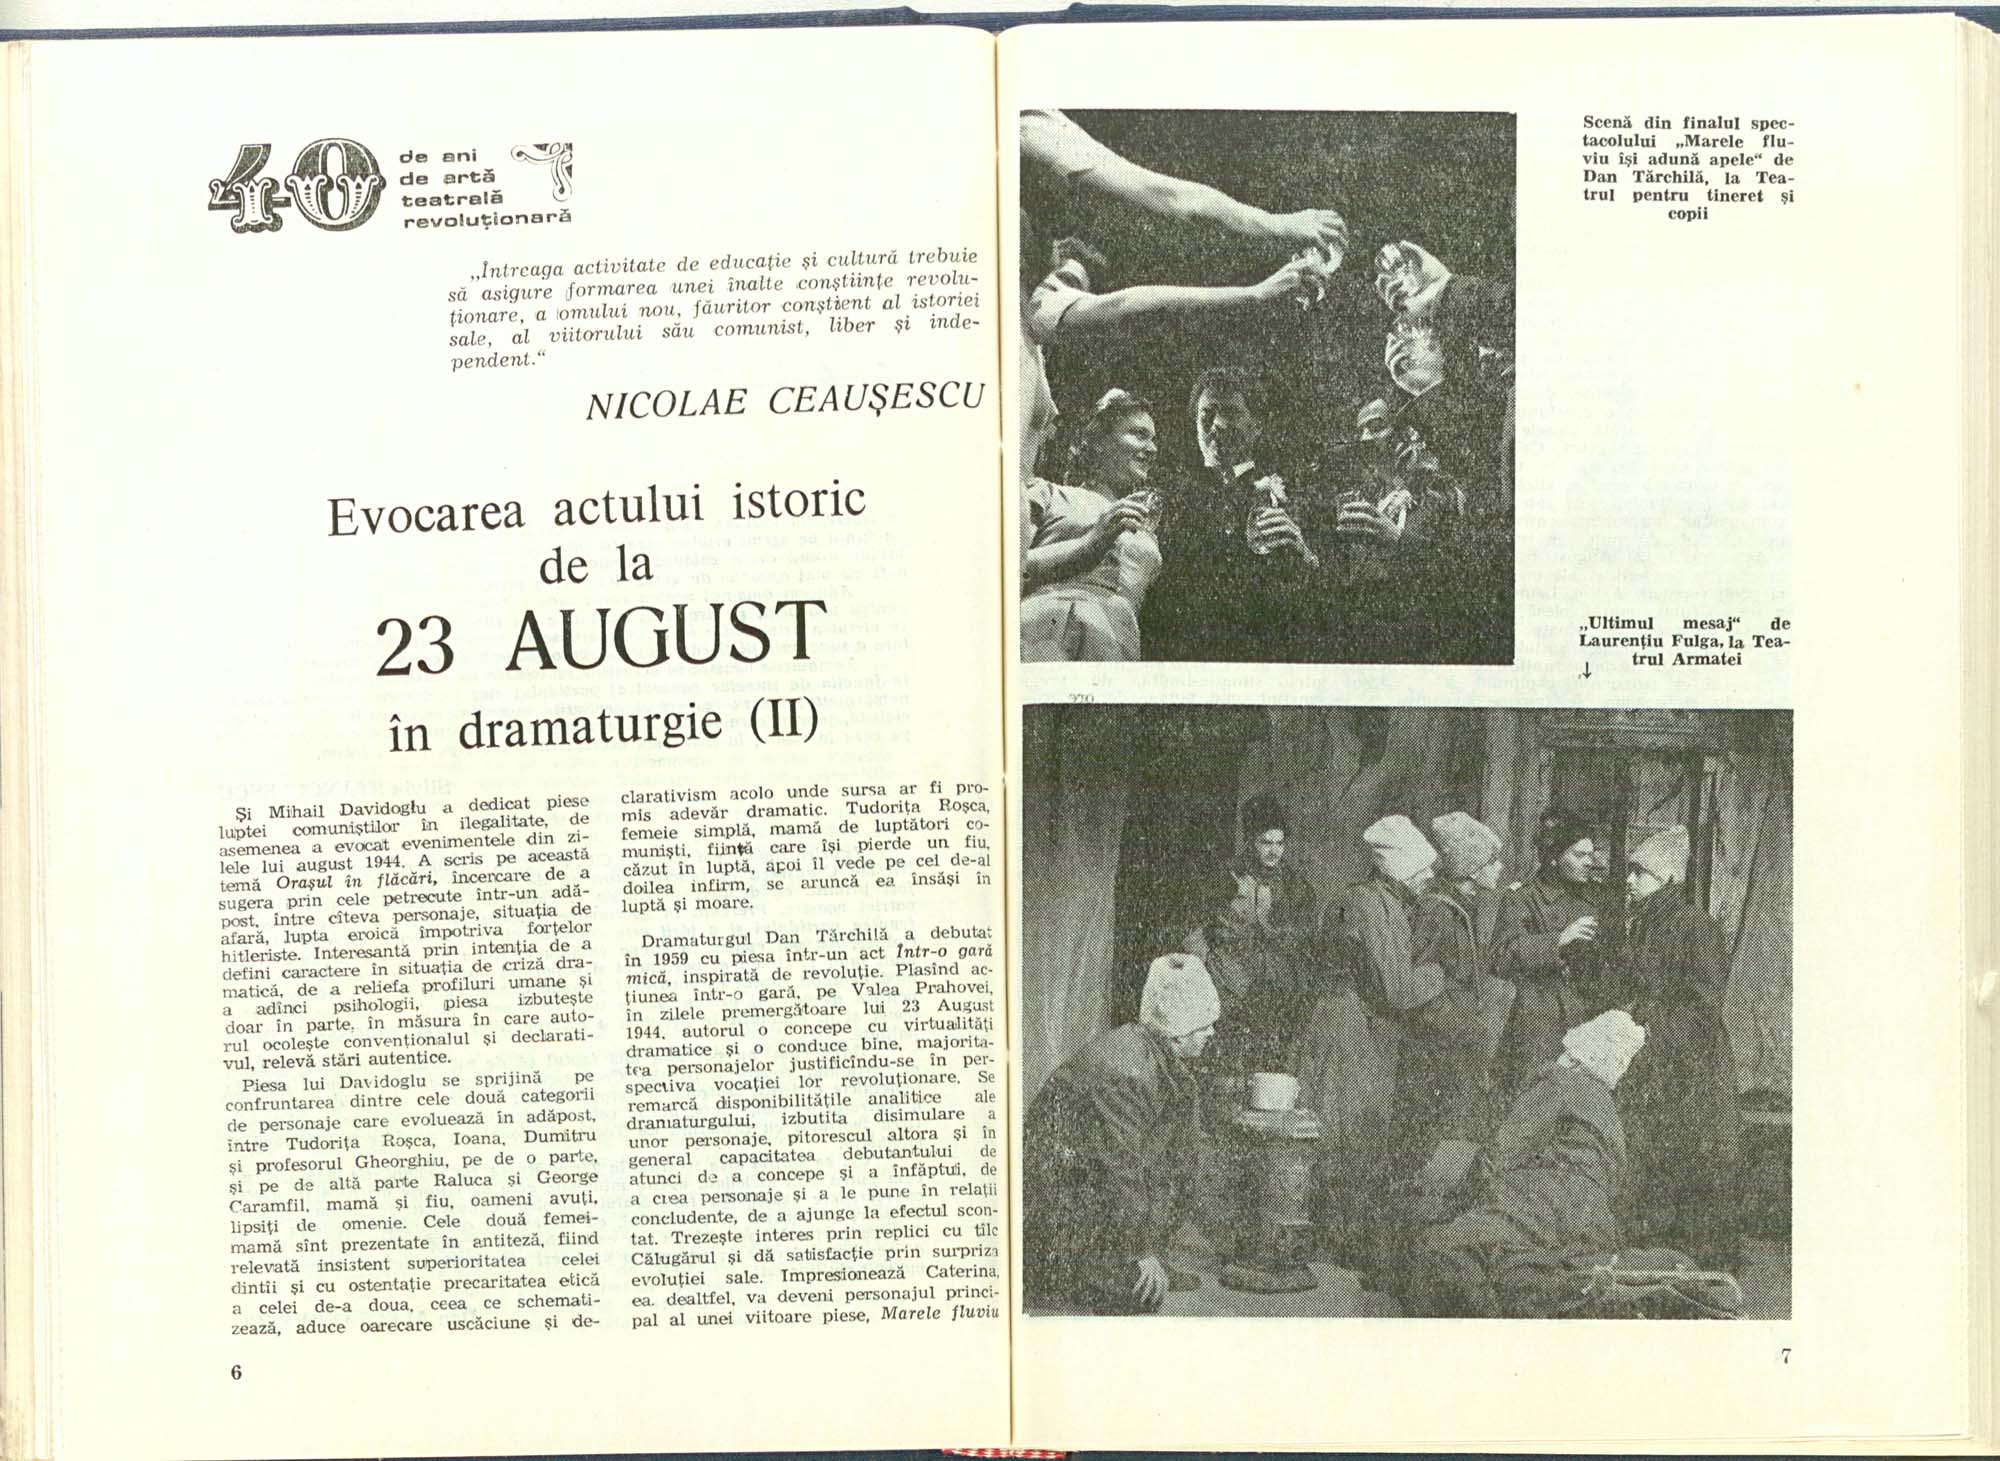 40 de ani
de artă
teatrală
revoluționară
„Întreaga activitate de educație și cultură trebuie
să asigure formarea unei înalte conștiințe revolu-
ționare, a omului nou, făuritor conștient al istoriei
sale, al viitorului său comunist, liber și inde-
pendent.“
NICOLAE CEAUȘESCU
Evocarea actului istoric
de la
23 AUGUST
în dramaturgie (II)
Și Mihail Davidoglu a dedicat piese
luptei comuniștilor în ilegalitate, de
asemenea a evocat evenimentele din zi-
lele lui august 1944. A scris pe această
temă Orașul în flăcări, încercare de a
sugera prin cele petrecute într-un adă-
post, între cîteva personaje, situația de
afară, lupta eroică împotriva forțelor
hitleriste. Interesantă prin intenția de a
defini caractere în situația de criză dra-
matică, de a reliefa profiluri umane și
a adînci psihologii, piesa izbutește
doar în parte, în măsura în care auto-
rul ocolește convenționalul și declarati-
vul, relevă stări autentice.
Piesa lui Davidoglu se sprijină pe
confruntarea dintre cele două categorii
de personaje care evoluează în adăpost,
între Tudorița Roșca, Ioana, Dumitru
și profesorul Gheorghiu, pe de o parte,
și pe de altă parte Raluca și George
Caramfil, mamă și fiu, oameni avuți,
lipsiți de omenie. Cele două femei-
mamă sînt prezentate în antiteză, fiind
relevată insistent superioritatea celei
dintîi și cu ostentație precaritatea etică
a celei de-a doua, ceea ce schemati-
zează, aduce oarecare uscăciune și de-
clarativism acolo unde sursa ar fi pro-
mis adevăr dramatic. Tudorița Roșca,
femeie simplă, mamă de luptători co-
muniști, ființă care își pierde un fiu,
căzut în luptă, apoi îl vede pe cel de-al
doilea infirm, se aruncă ea însăși în
luptă și moare.
Dramaturgul Dan Tărchilă a debutat
în 1959 cu piesa într-un act Într-o gară
mică, inspirată de revoluție. Plasînd ac-
țiunea într-o gară, pe Valea Prahovei,
în zilele premergătoare lui 23 August
1944, autorul o concepe cu virtualități
dramatice și o conduce bine, majorita-
tea personajelor justificîndu-se în per-
spectiva vocației lor revoluționare. Se
remarcă disponibilitățile analitice ale
dramaturgului, izbutita disimulare a
unor personaje, pitorescul altora și în
general capacitatea debutantului de
atunci de a concepe și a înfăptui, de
a crea personaje și a le pune în relații
concludente, de a ajunge la efectul scon-
tat. Trezește interes prin replici cu tîlc
Călugărul și dă satisfacție prin surpriza
evoluției sale. Impresionează Caterina,
ea, dealtfel, va deveni personajul princi-
pal al unei viitoare piese, Marele fluviu
6
Scenă din finalul spec-
tacolului „Marele flu-
viu își adună apele“ de
Dan Tărchilă, la Tea-
trul pentru tineret și
copii
„Ultimul mesaj“ de
Laurențiu Fulga, la Tea-
trul Armatei
↓
7